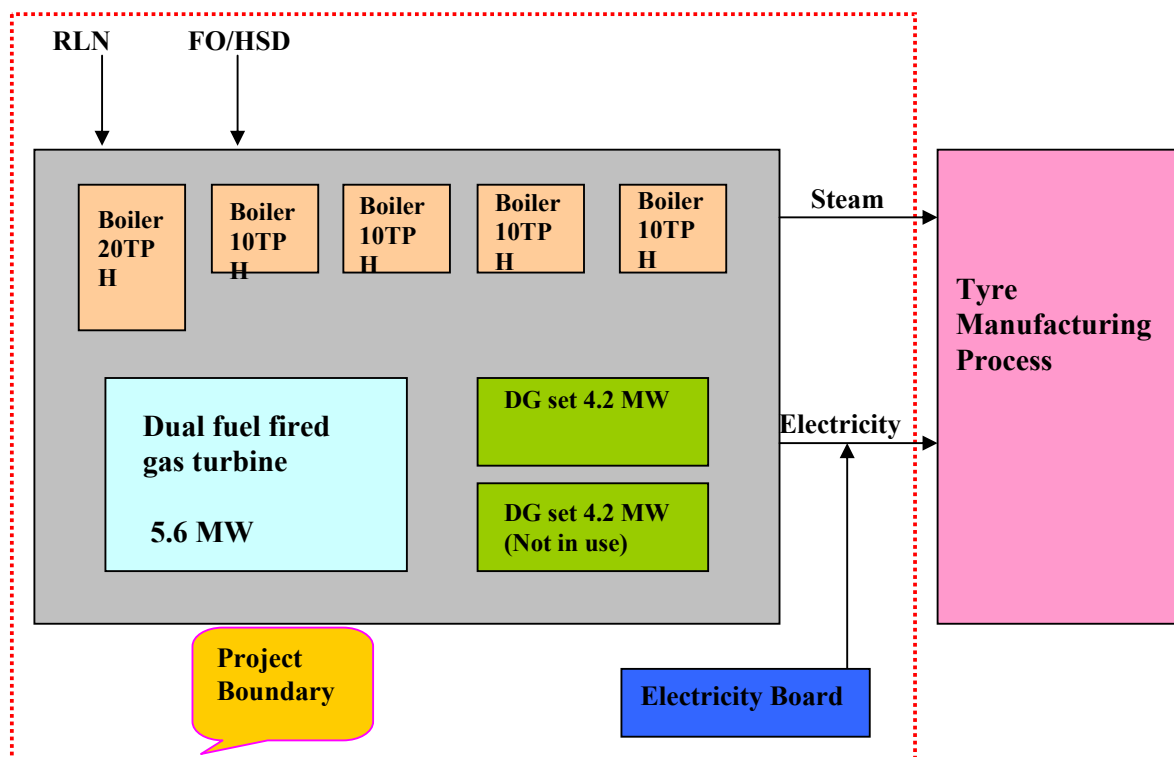 RLN
FO/HSD
Boiler
20TP
H
Boiler
10TP
H
Boiler
10TP
H
Boiler
10TP
H
Boiler
10TP
H
Steam
Tyre
Manufacturing
Process
Dual fuel fired
gas turbine
5.6 MW
DG set 4.2 MW
Electricity
DG set 4.2 MW
(Not in use)
Project
Boundary
Electricity Board